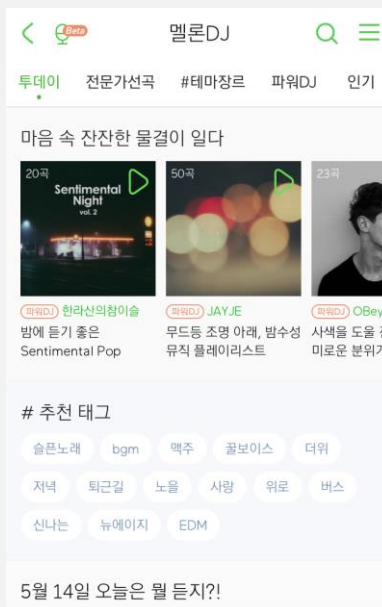 Beta
멜론DJ
투데이 전문가선곡 #테마장르 파워DJ 인기
마음 속 잔잔한 물결이 일다
20곡 50곡 23곡
Sentimental
Night
vol. 2
파워DJ 한라산의참이슬 파워DJ JAYJE 파워DJ OBey
밤에 듣기 좋은 무드등 조명 아래, 밤수성 사색을 도울
Sentimental Pop 뮤직 플레이리스트 미로운 분위기
# 추천 태그
슬픈노래 bgm 맥주 꿀보이스 더위
저녁 퇴근길 노을 사랑 위로 버스
신나는 뉴에이지 EDM
5월 14일 오늘은 뭘 듣지?!